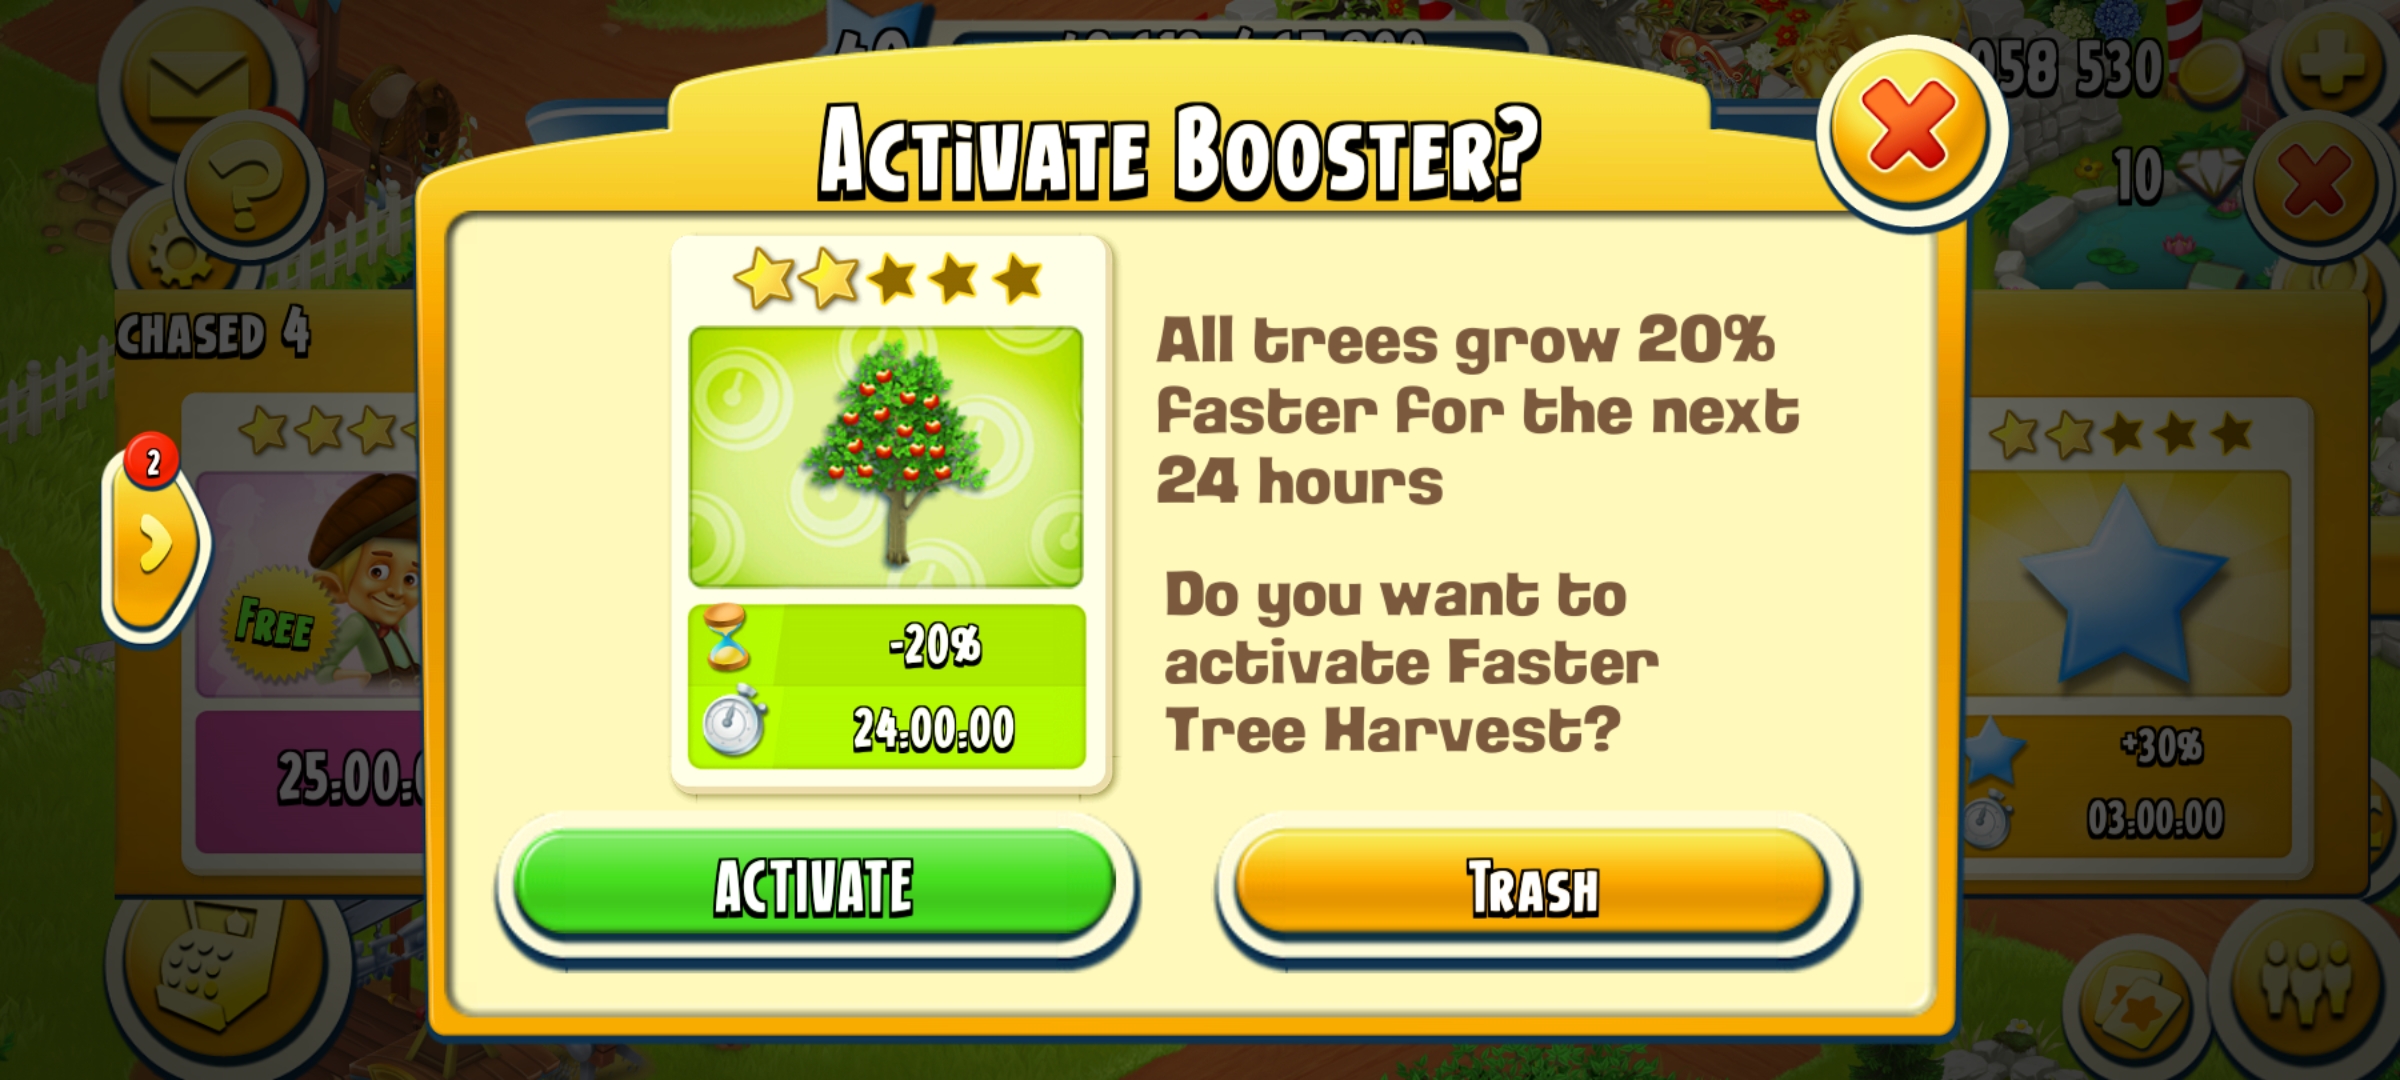 058 530
ACTIVATE BOOSTER?
10
CHASED 4
All trees grow 20%
faster for the next
24 hours
2
FREE
-20%
Do you want to
activate Faster
Tree Harvest?
24:00:00
25:00:
+30%
03:00:00
ACTIVATE
TRASH